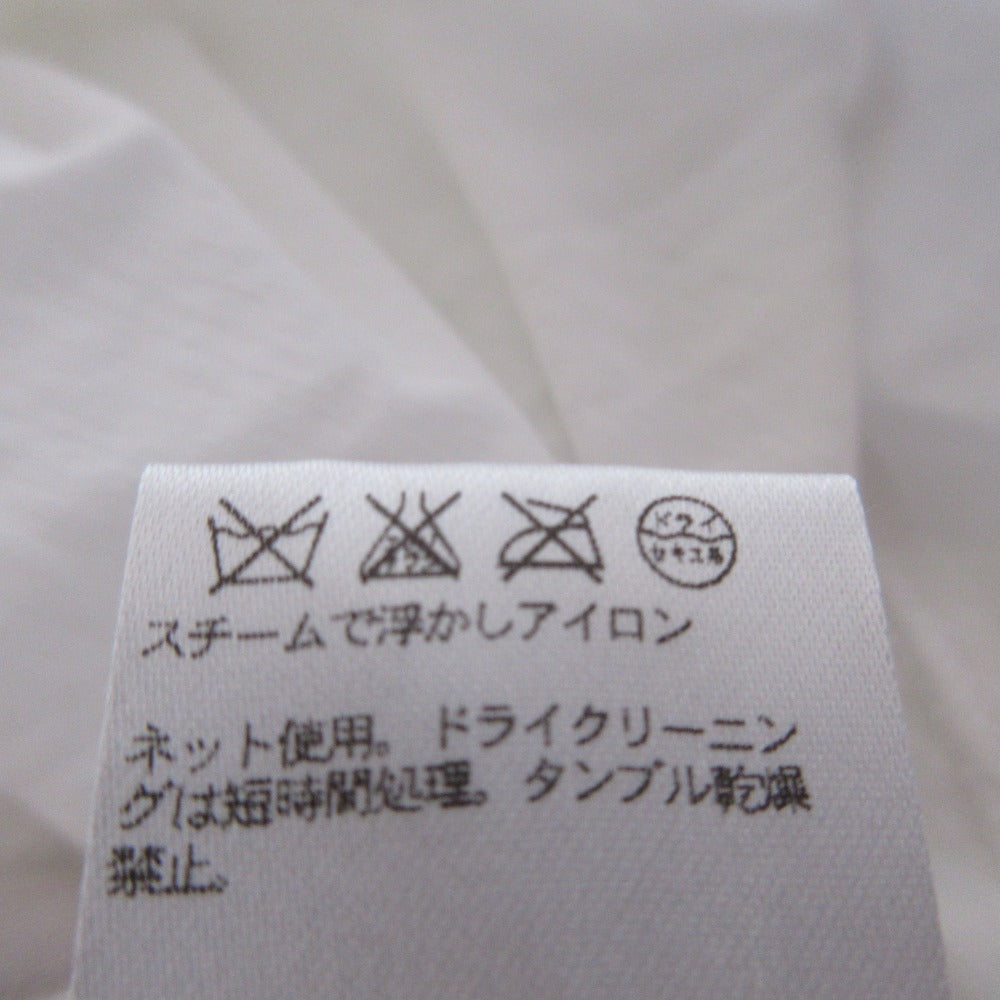 ドライ
セキユ系
スチームで浮かしアイロン
ネット使用。ドライクリーニン
グは短時間処理。タンブル乾燥
禁止。